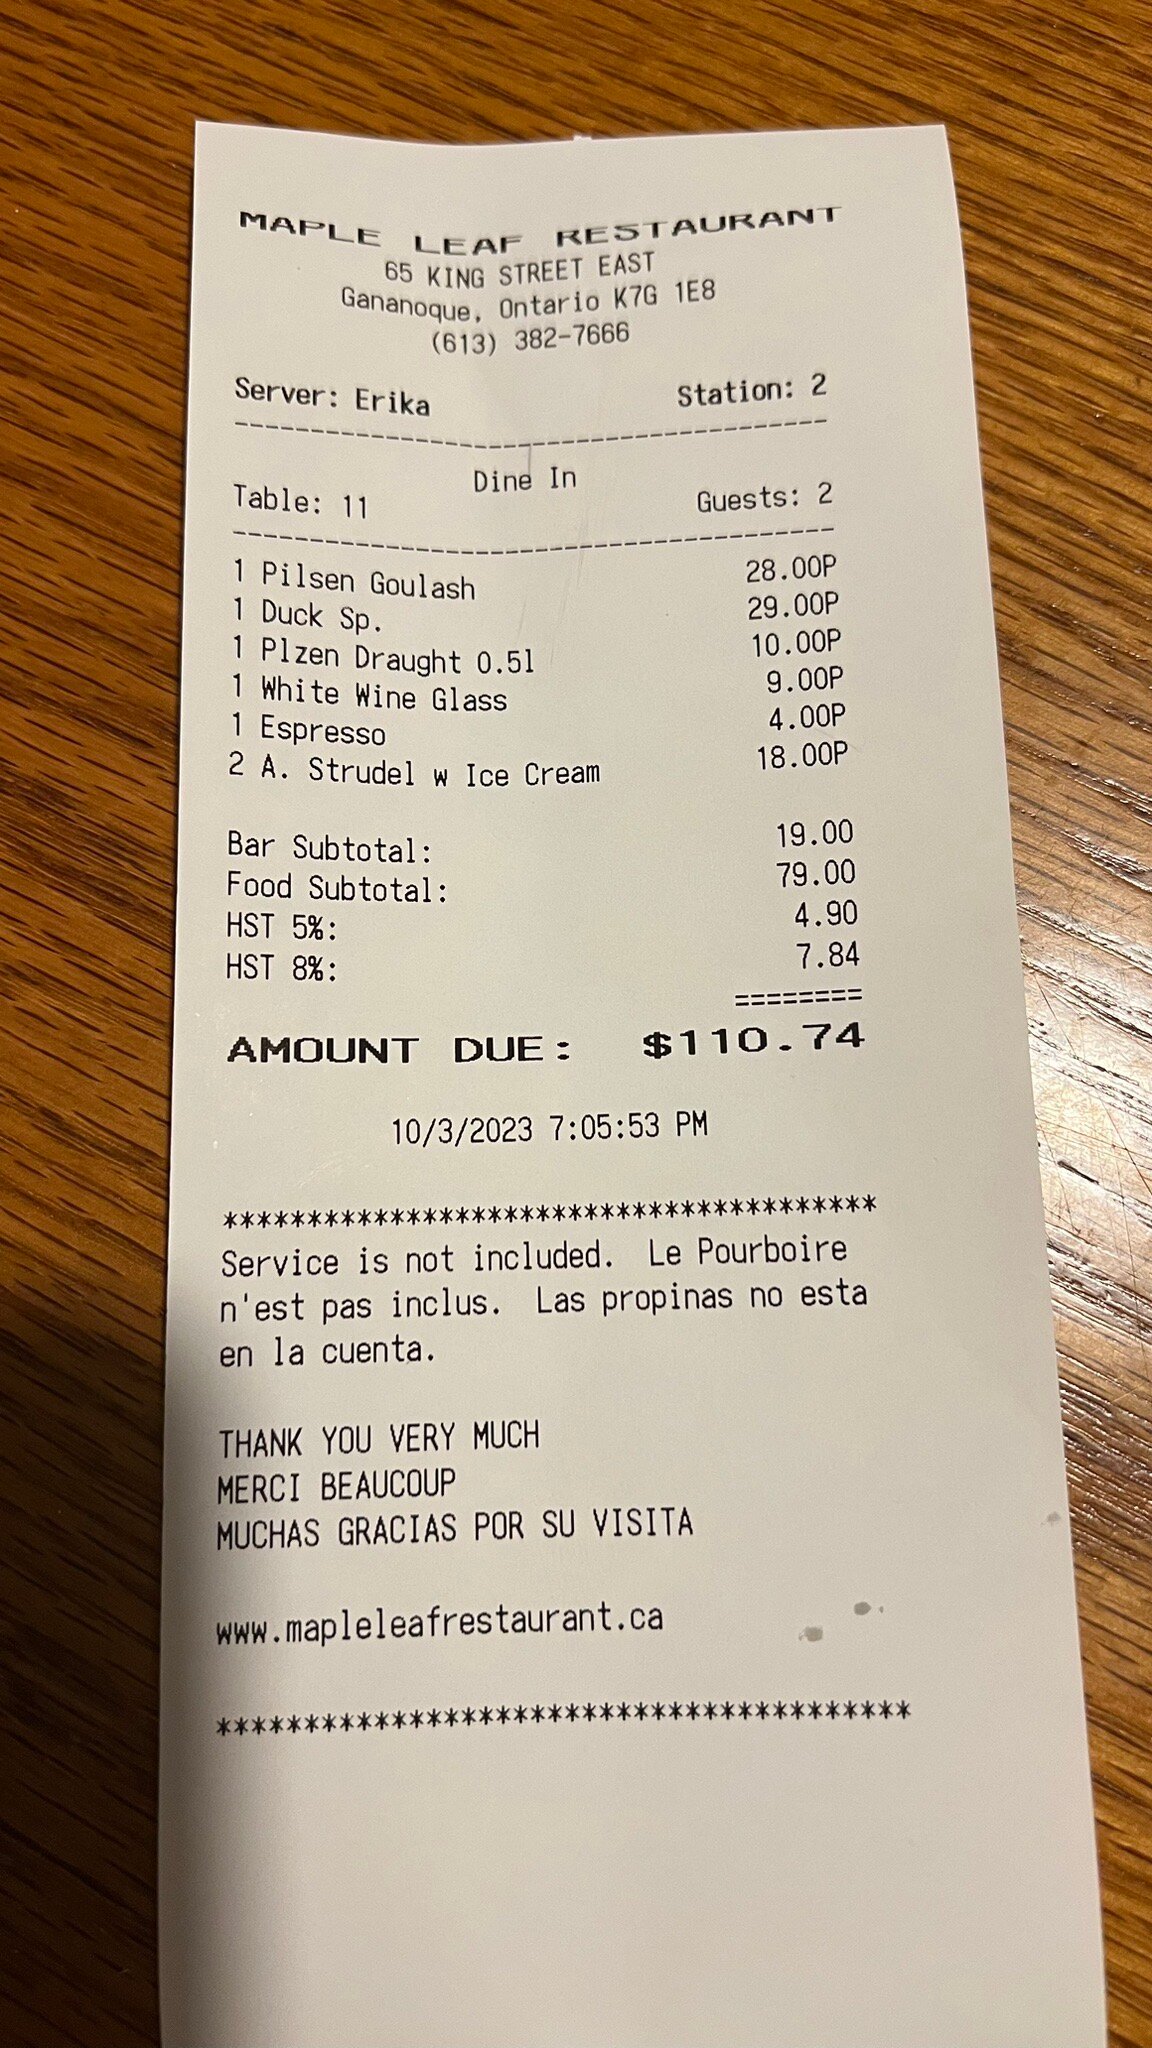 MAPLE LEAF RESTAURANT
65 KING STREET EAST
Gananoque, Ontario K7G 1E8
(613) 382-7666
Server: Erika Station: 2
----------------------------------------
Dine In
Table: 11 Guests: 2
----------------------------------------
1 Pilsen Goulash 28.00P
1 Duck Sp. 29.00P
1 Plzen Draught 0.5l 10.00P
1 White Wine Glass 9.00P
1 Espresso 4.00P
2 A. Strudel w Ice Cream 18.00P
Bar Subtotal: 19.00
Food Subtotal: 79.00
HST 5%: 4.90
HST 8%: 7.84
========
AMOUNT DUE: $110.74
10/3/2023 7:05:53 PM
****************************************
Service is not included. Le Pourboire
n'est pas inclus. Las propinas no esta
en la cuenta.
THANK YOU VERY MUCH
MERCI BEAUCOUP
MUCHAS GRACIAS POR SU VISITA
www.mapleleafrestaurant.ca
****************************************